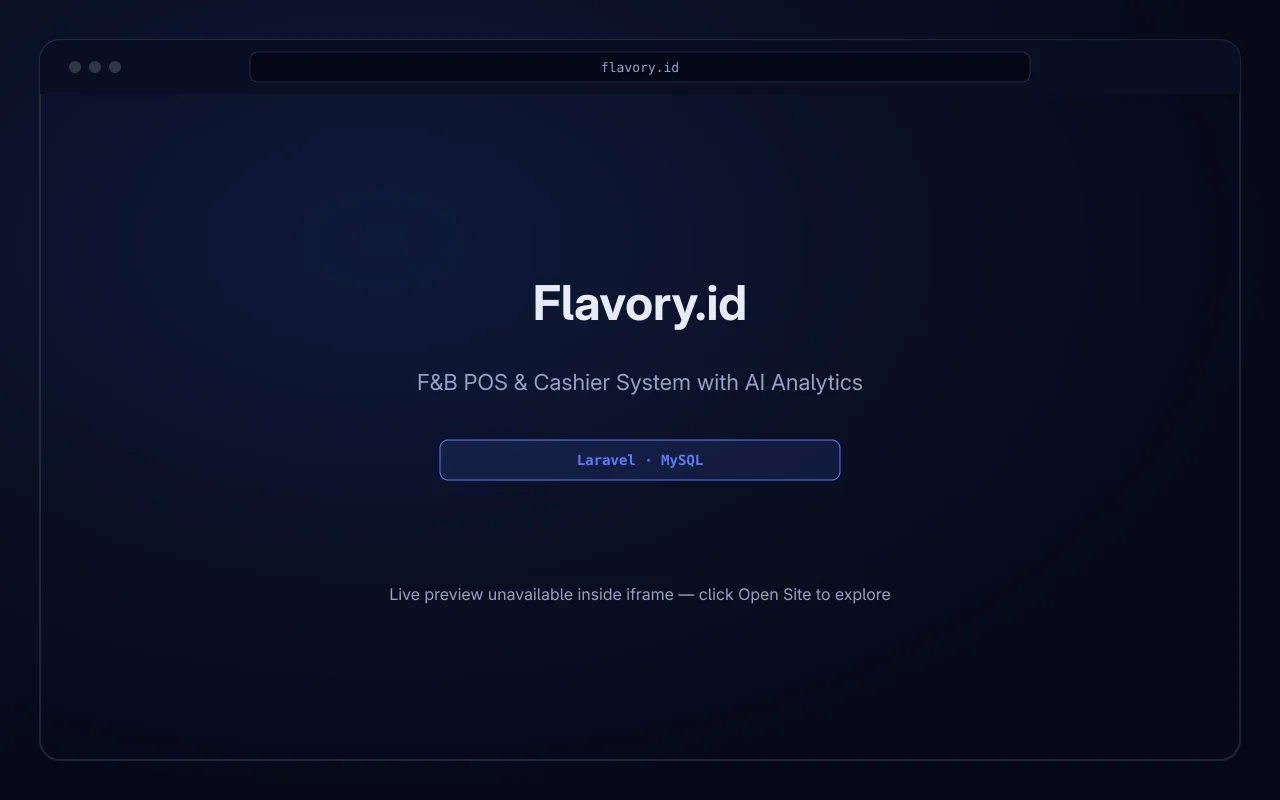 flavory.id
Flavory.id
F&B POS & Cashier System with AI Analytics
Laravel · MySQL
Live preview unavailable inside iframe — click Open Site to explore